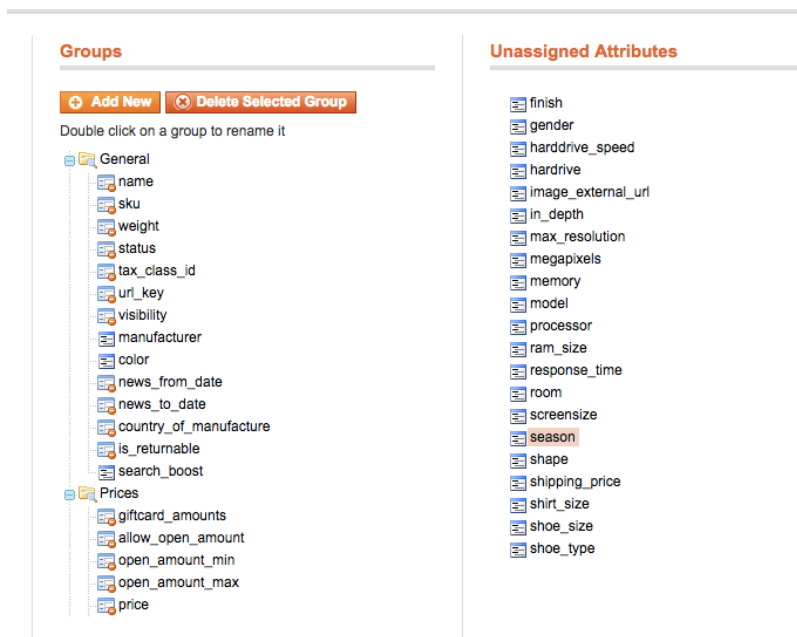 Groups
Add New
Delete Selected Group
Double click on a group to rename it
General
name
sku
weight
status
tax_class_id
url_key
visibility
manufacturer
color
news_from_date
news_to_date
country_of_manufacture
is_returnable
search_boost
Prices
giftcard_amounts
allow_open_amount
open_amount_min
open_amount_max
price
Unassigned Attributes
finish
gender
harddrive_speed
hardrive
image_external_url
in_depth
max_resolution
megapixels
memory
model
processor
ram_size
response_time
room
screensize
season
shape
shipping_price
shirt_size
shoe_size
shoe_type